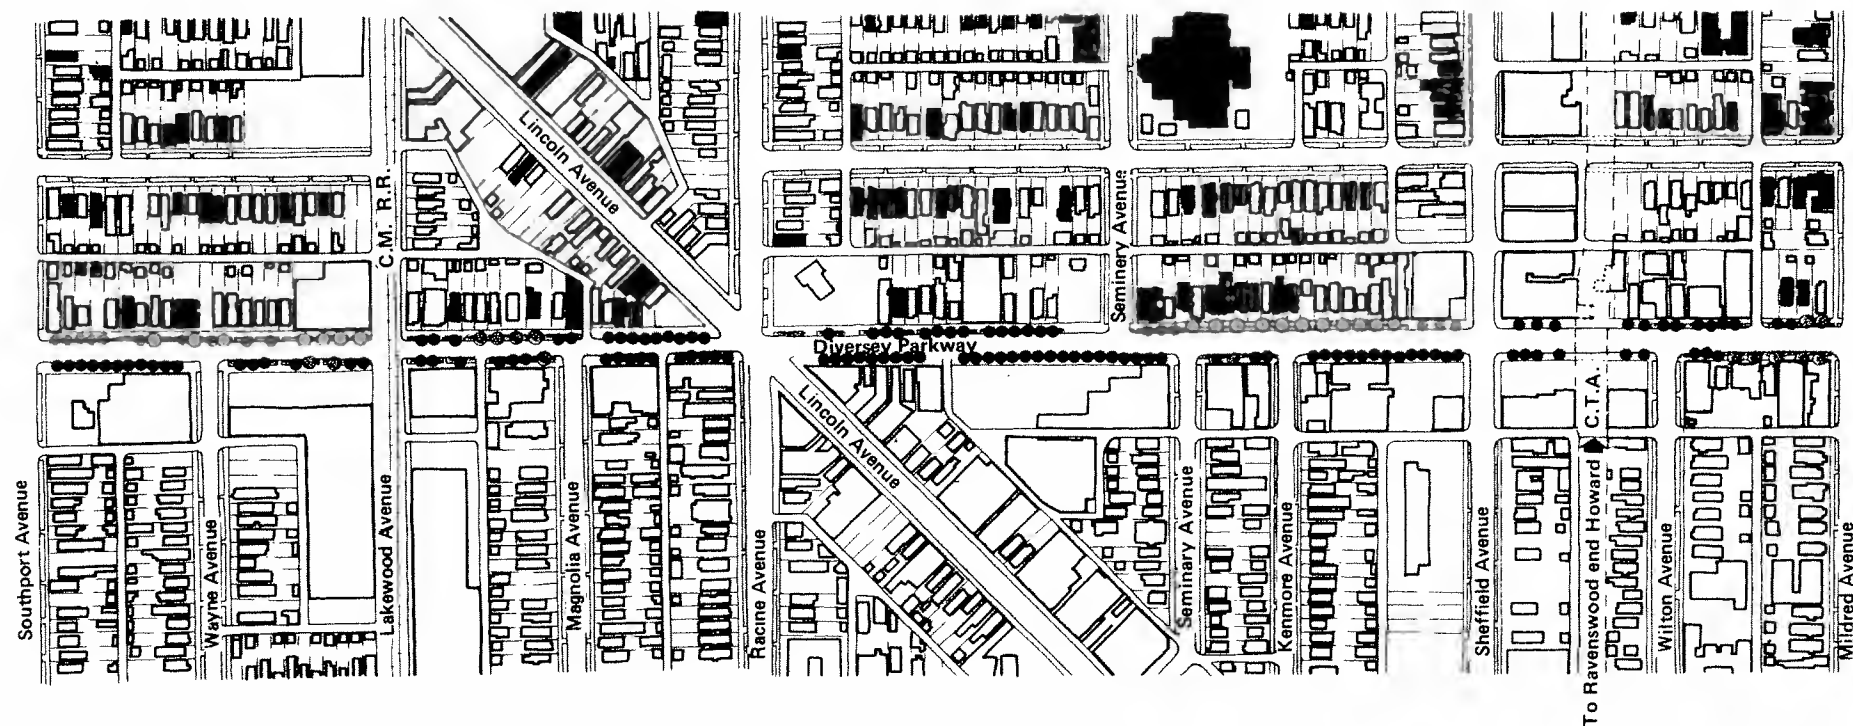 Lincoln Avenue
C.M. R.R.
Seminery Avenue
Diversey Parkway
Lincoln Avenue
C.T.A.
To Ravenswood end Howard
Southport Avenue
Wayne Avenue
Lakewood Avenue
Magnolia Avenue
Racine Avenue
Seminary Avenue
Kenmore Avenue
Sheffield Avenue
Wilton Avenue
Mildred Avenue